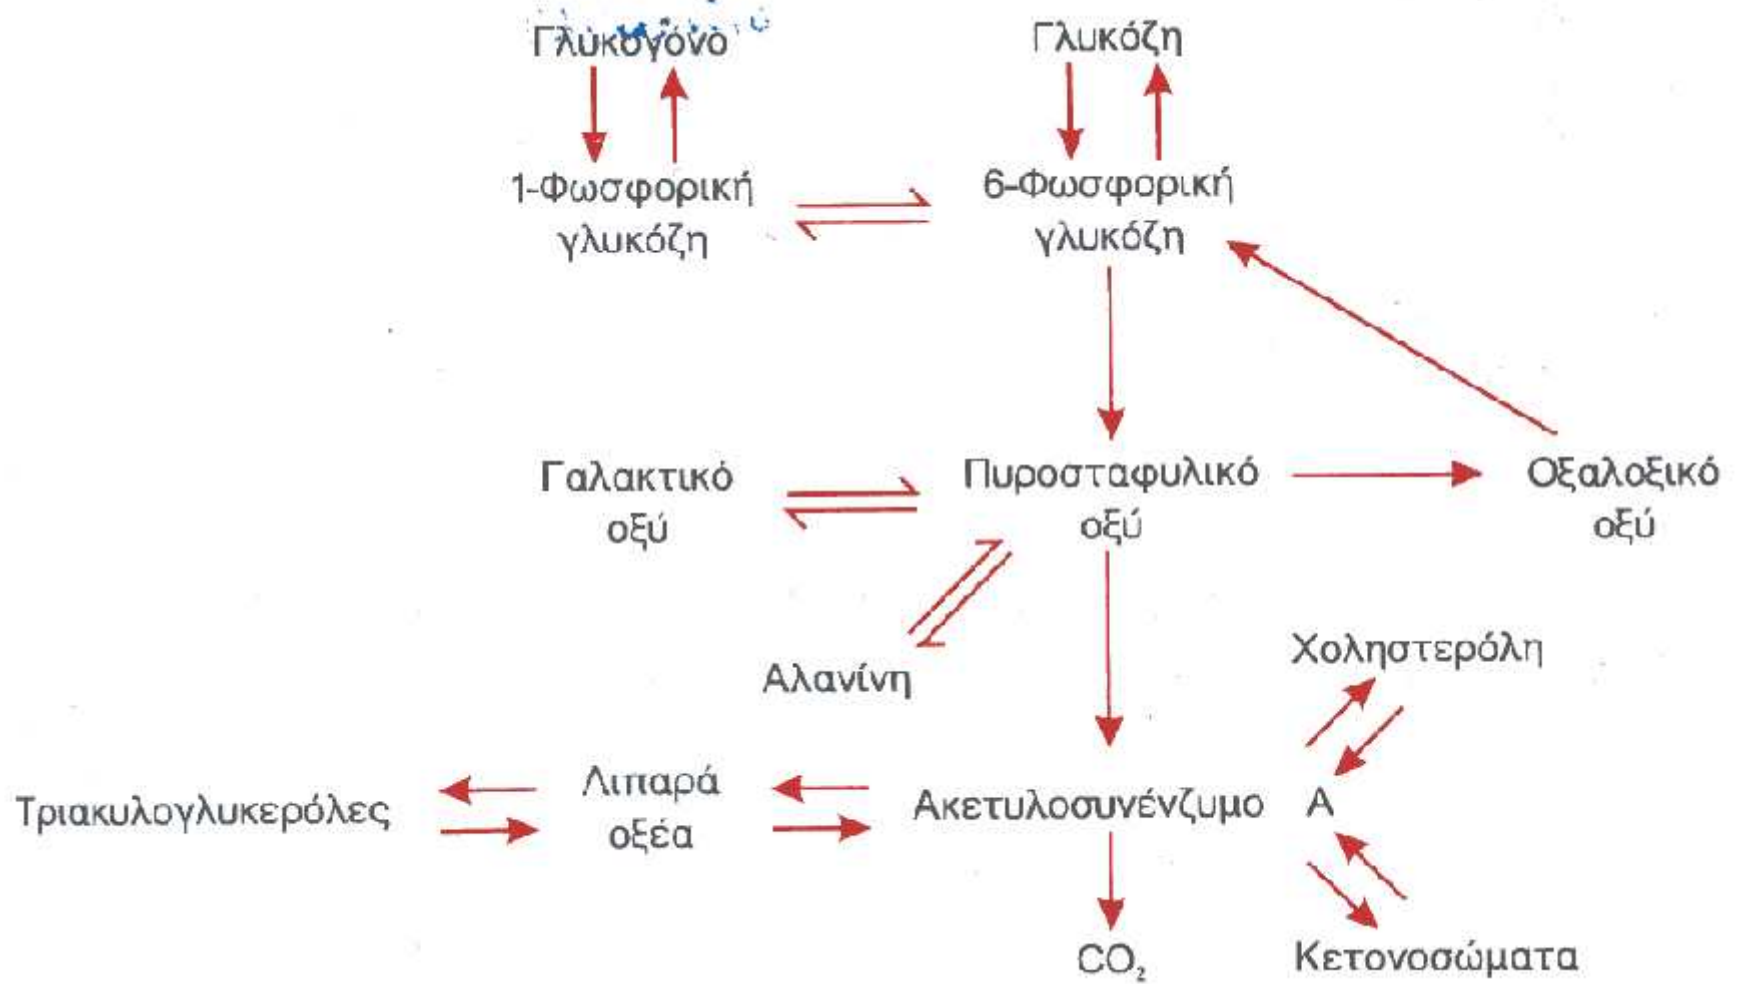 Γλυκογόνο
Γλυκόζη
1-Φωσφορική
γλυκόζη
6-Φωσφορική
γλυκόζη
Γαλακτικό
οξύ
Πυροσταφυλικό
οξύ
Οξαλοξικό
οξύ
Αλανίνη
Χοληστερόλη
Τριακυλογλυκερόλες
Λιπαρά
οξέα
Ακετυλοσυνένζυμο Α
CO₂
Κετονοσώματα